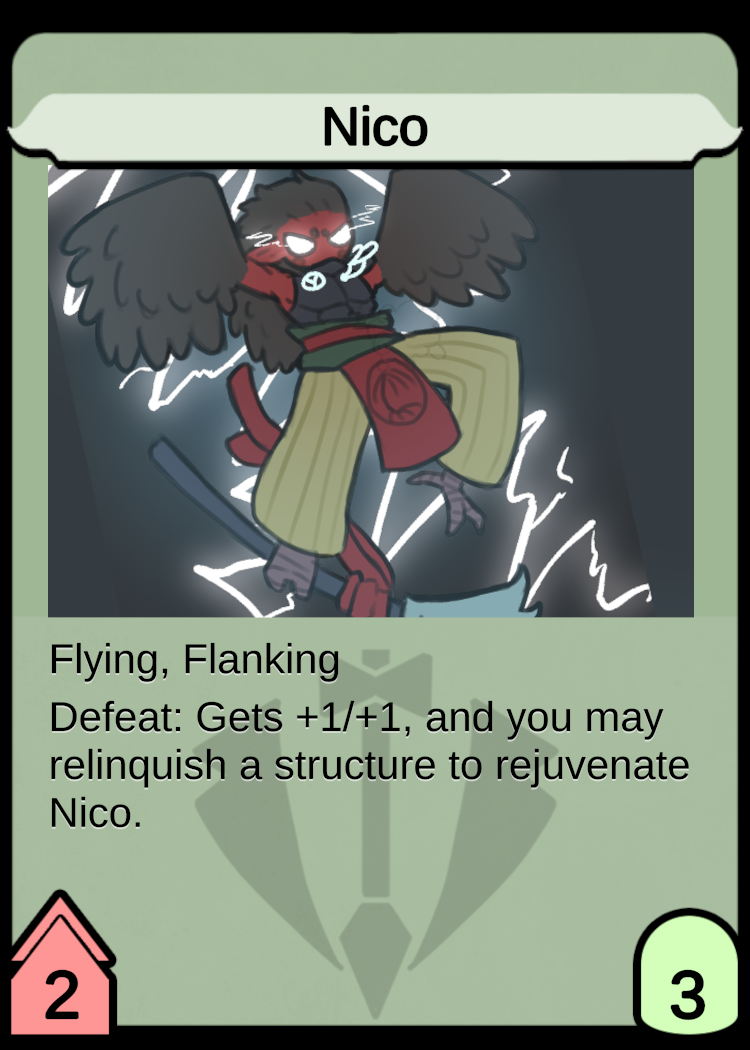 Nico
Flying, Flanking
Defeat: Gets +1/+1, and you may
relinquish a structure to rejuvenate
Nico.
2
3